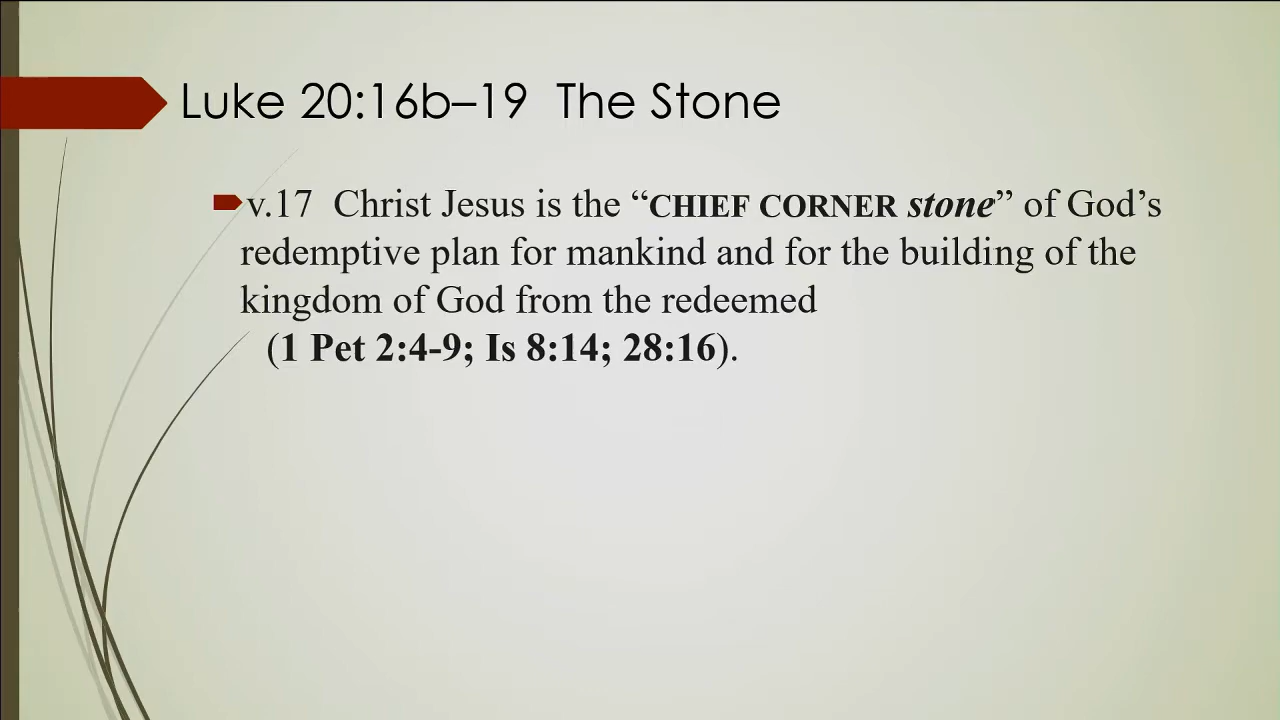 Luke 20:16b–19  The Stone
v.17  Christ Jesus is the “CHIEF CORNER stone” of God’s
redemptive plan for mankind and for the building of the
kingdom of God from the redeemed
(1 Pet 2:4-9; Is 8:14; 28:16).